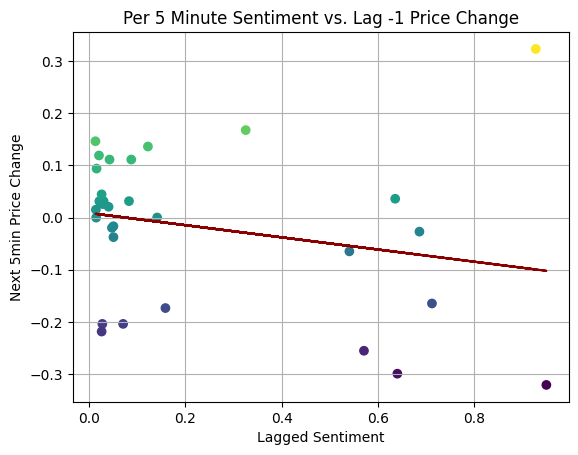 Per 5 Minute Sentiment vs. Lag -1 Price Change
Next 5min Price Change
0.3
0.2
0.1
0.0
−0.1
−0.2
−0.3
0.0 0.2 0.4 0.6 0.8
Lagged Sentiment